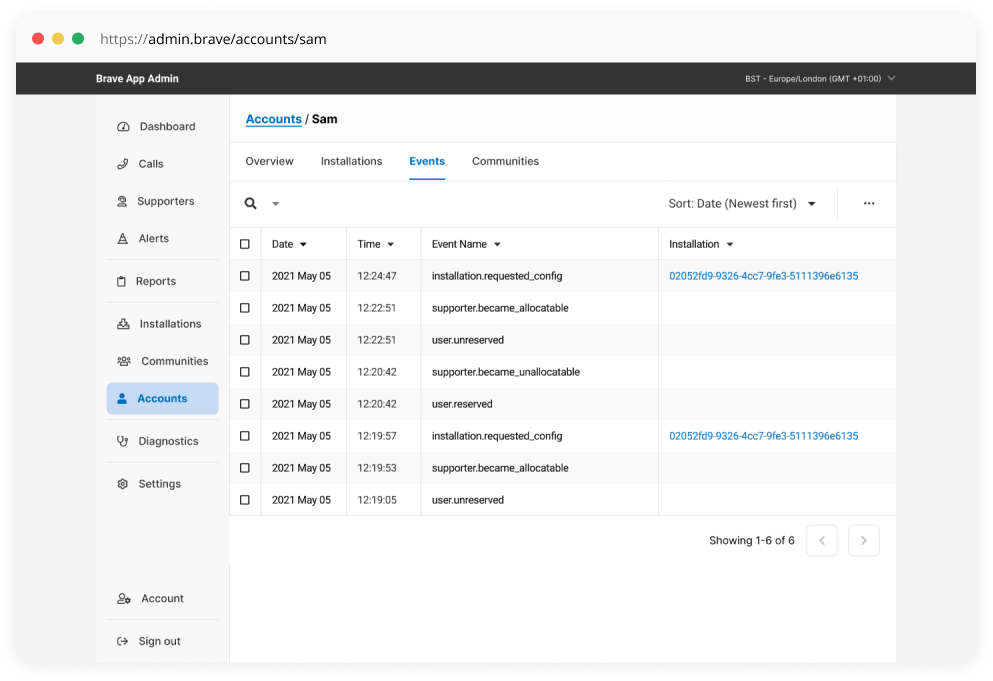 https://admin.brave/accounts/sam
Brave App Admin
BST - Europe/London (GMT +01:00)
Dashboard
Calls
Supporters
Alerts
Reports
Installations
Communities
Accounts
Diagnostics
Settings
Account
Sign out
Accounts / Sam
Overview Installations Events Communities
Sort: Date (Newest first)
Date Time Event Name Installation
2021 May 05 12:24:47 installation.requested_config 02052fd9-9326-4cc7-9fe3-5111396e6135
2021 May 05 12:22:51 supporter.became_allocatable
2021 May 05 12:22:51 user.unreserved
2021 May 05 12:20:42 supporter.became_unallocatable
2021 May 05 12:20:42 user.reserved
2021 May 05 12:19:57 installation.requested_config 02052fd9-9326-4cc7-9fe3-5111396e6135
2021 May 05 12:19:53 supporter.became_allocatable
2021 May 05 12:19:05 user.unreserved
Showing 1-6 of 6